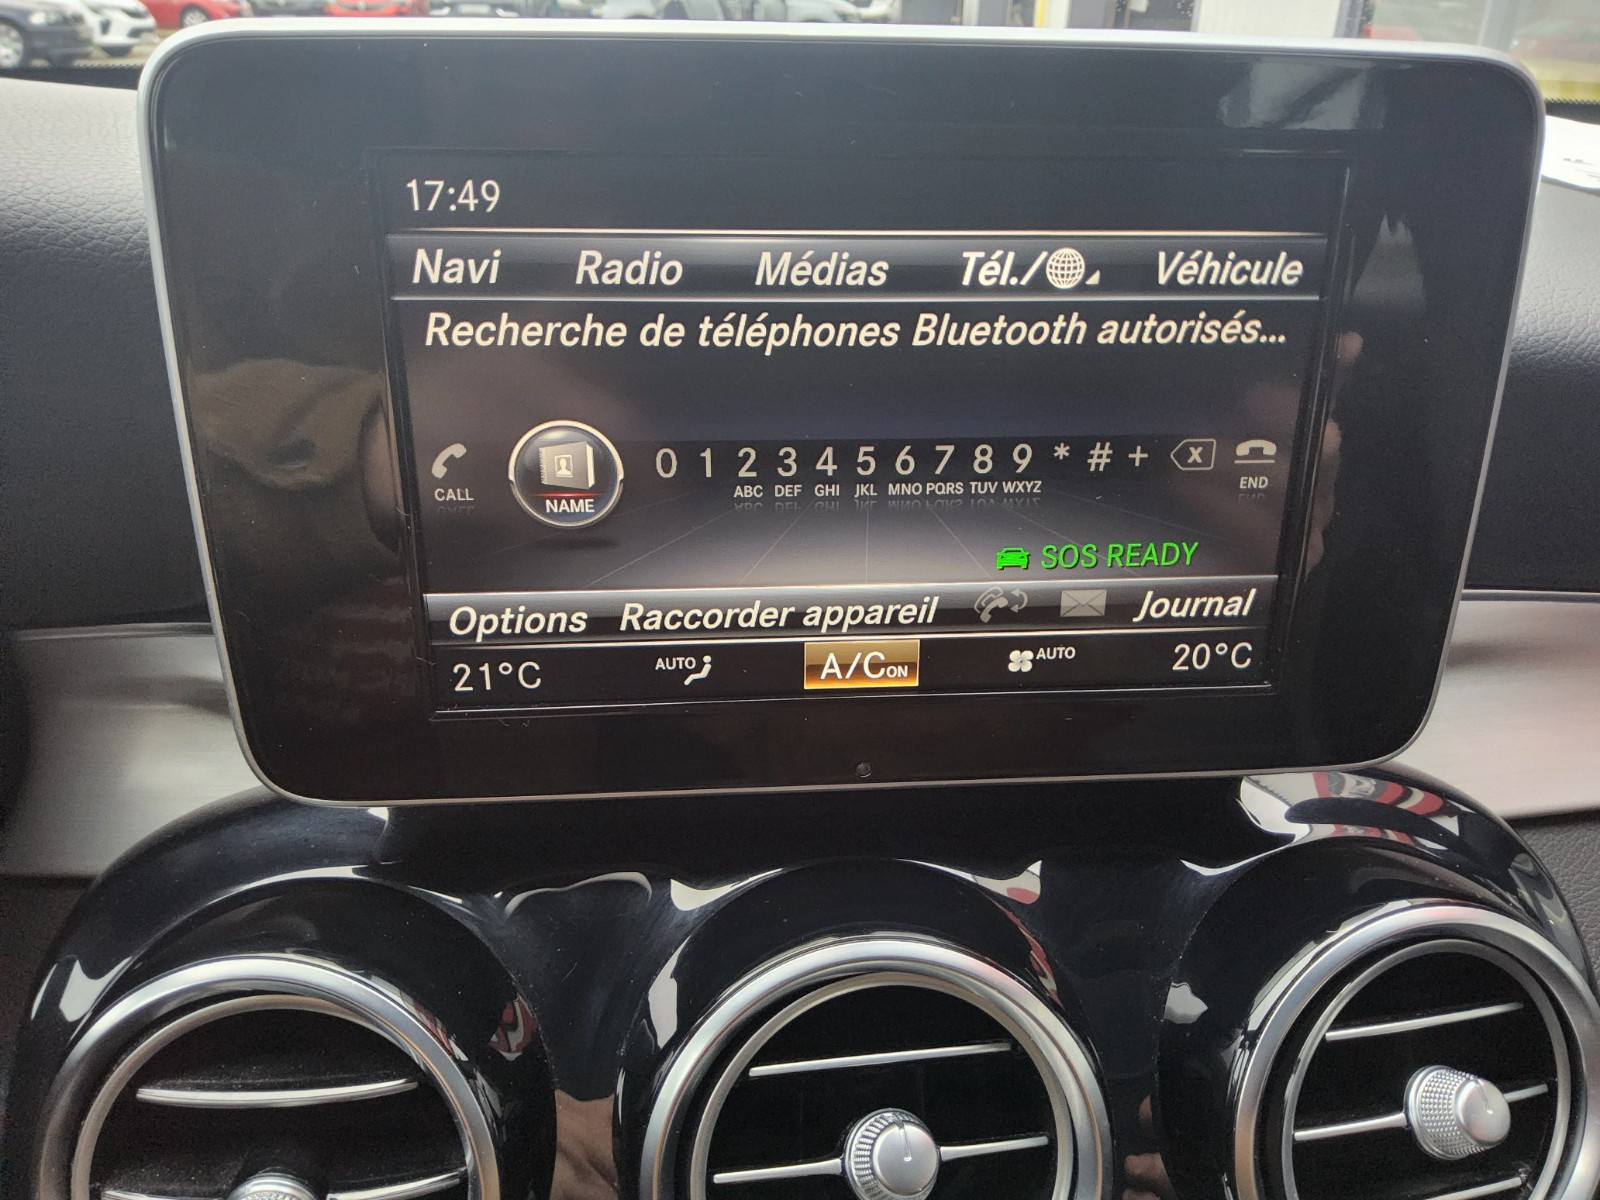 17:49
Navi Radio Médias Tél./ Véhicule
Recherche de téléphones Bluetooth autorisés...
0 1 2 3 4 5 6 7 8 9 * # + X
CALL NAME ABC DEF GHI JKL MNO PQRS TUV WXYZ END
SOS READY
Options Raccorder appareil Journal
21°C AUTO A/C ON AUTO 20°C